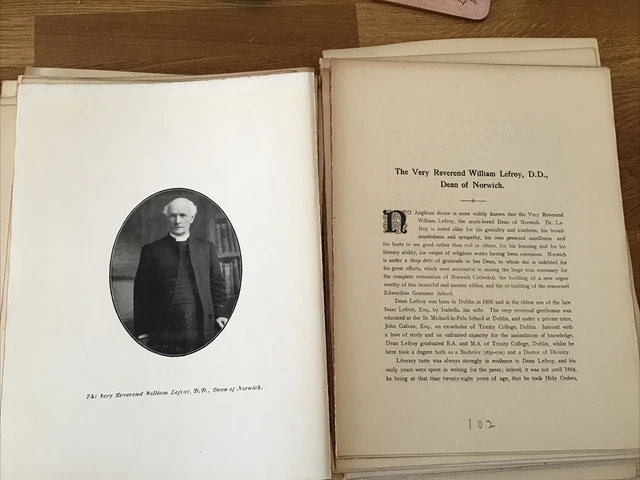 The Very Reverend William Lefroy, D.D., Dean of Norwich.
The Very Reverend William Lefroy, D.D.,
Dean of Norwich.
No Anglican divine is more widely known that the Very Reverend
William Lefroy, the much-loved Dean of Norwich. Dr. Le-
froy is noted alike for his geniality and kindness, his broad-
mindedness and sympathy, his own personal saintliness and
his haste to see good rather than evil in others, for his learning and for his
literary ability, his output of religious works having been enormous. Norwich
is under a deep debt of gratitude to her Dean, to whom she is indebted for
his great efforts, which were successful in raising the large sum necessary for
the complete restoration of Norwich Cathedral, the building of a new organ
worthy of this beautiful and ancient edifice, and the re-building of the renowned
Edwardian Grammar School.
Dean Lefroy was born in Dublin in 1836 and is the eldest son of the late
Isaac Lefroy, Esq., by Isabella, his wife. The very reverend gentleman was
educated at the St. Michael-le-Pole School at Dublin, and under a private tutor,
John Galvan, Esq., an ex-scholar of Trinity College, Dublin. Imbued with
a love of study and an unlimited capacity for the assimilation of knowledge,
Dean Lefroy graduated B.A. and M.A. of Trinity College, Dublin, whilst he
later took a degree both as a Bachelor (stip-con) and a Doctor of Divinity.
Literary taste was always strongly in evidence in Dean Lefroy, and his
early years were spent in writing for the press; indeed, it was not until 1864,
he being at that time twenty-eight years of age, that he took Holy Orders,
102